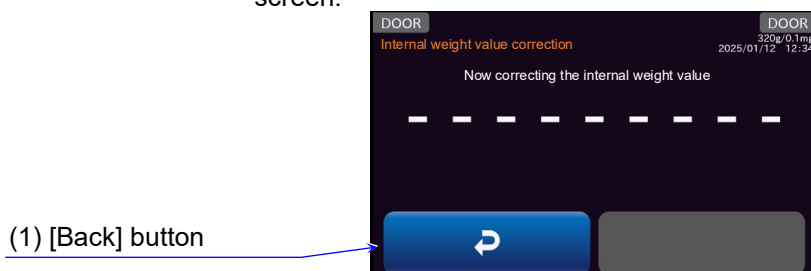 screen.
DOOR DOOR
Internal weight value correction 320g/0.1mg
2025/01/12 12:34
Now correcting the internal weight value
(1) [Back] button